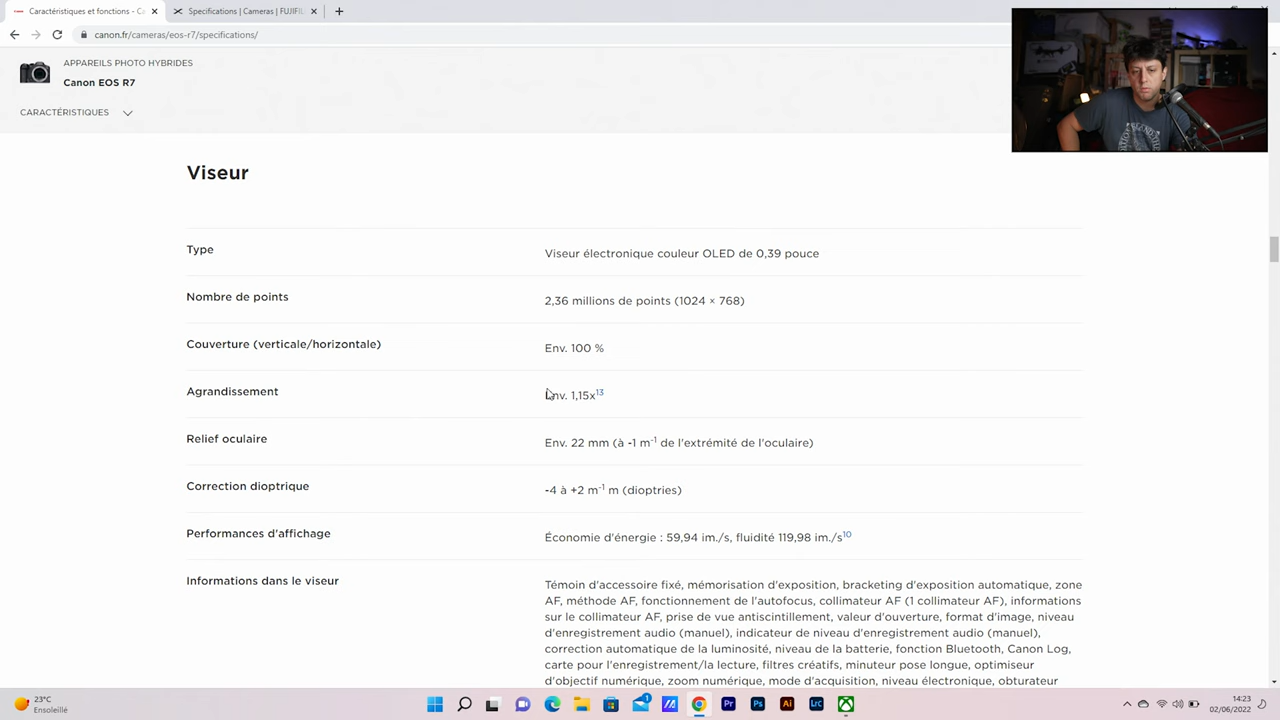 Caractéristiques et fonctions - Ca
Specifications | Cameras | FUJIFIL
canon.fr/cameras/eos-r7/specifications/
APPAREILS PHOTO HYBRIDES
Canon EOS R7
CARACTÉRISTIQUES
Viseur
Type
Viseur électronique couleur OLED de 0,39 pouce
Nombre de points
2,36 millions de points (1024 × 768)
Couverture (verticale/horizontale)
Env. 100 %
Agrandissement
Env. 1,15x13
Relief oculaire
Env. 22 mm (à -1 m-1 de l'extrémité de l'oculaire)
Correction dioptrique
-4 à +2 m-1 m (dioptries)
Performances d'affichage
Économie d'énergie : 59,94 im./s, fluidité 119,98 im./s10
Informations dans le viseur
Témoin d'accessoire fixé, mémorisation d'exposition, bracketing d'exposition automatique, zone
AF, méthode AF, fonctionnement de l'autofocus, collimateur AF (1 collimateur AF), informations
sur le collimateur AF, prise de vue antiscintillement, valeur d'ouverture, format d'image, niveau
d'enregistrement audio (manuel), indicateur de niveau d'enregistrement audio (manuel),
correction automatique de la luminosité, niveau de la batterie, fonction Bluetooth, Canon Log,
carte pour l'enregistrement/la lecture, filtres créatifs, minuteur pose longue, optimiseur
d'objectif numérique, zoom numérique, mode d'acquisition, niveau électronique, obturateur
23°C
Ensoleillé
1
Pr
Ps
Ai
Lrc
14:23
02/06/2022